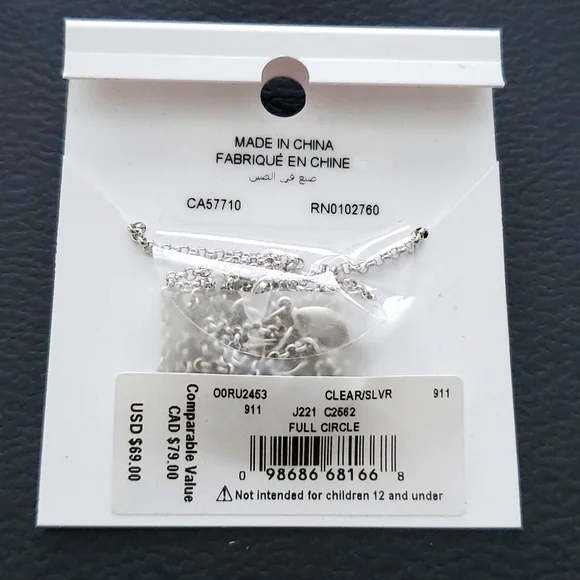 MADE IN CHINA
FABRIQUÉ EN CHINE
صنع في الصين
CA57710 RN0102760
OORU2453 CLEAR/SLVR 911
911 J221 C2562
FULL CIRCLE
0 98686 68166 8
⚠ Not intended for children 12 and under
Comparable Value
CAD $79.00
USD $69.00